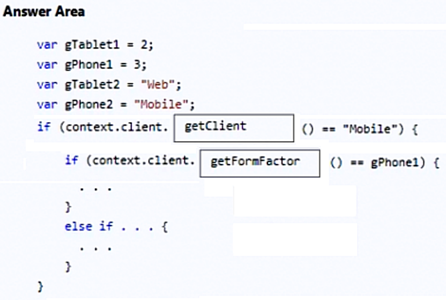 Answer Area
var gTablet1 = 2;
var gPhone1 = 3;
var gTablet2 = "Web";
var gPhone2 = "Mobile";
if (context.client. getClient () == "Mobile") {
if (context.client. getFormFactor () == gPhone1) {
. . .
}
else if . . . {
. . .
}
}